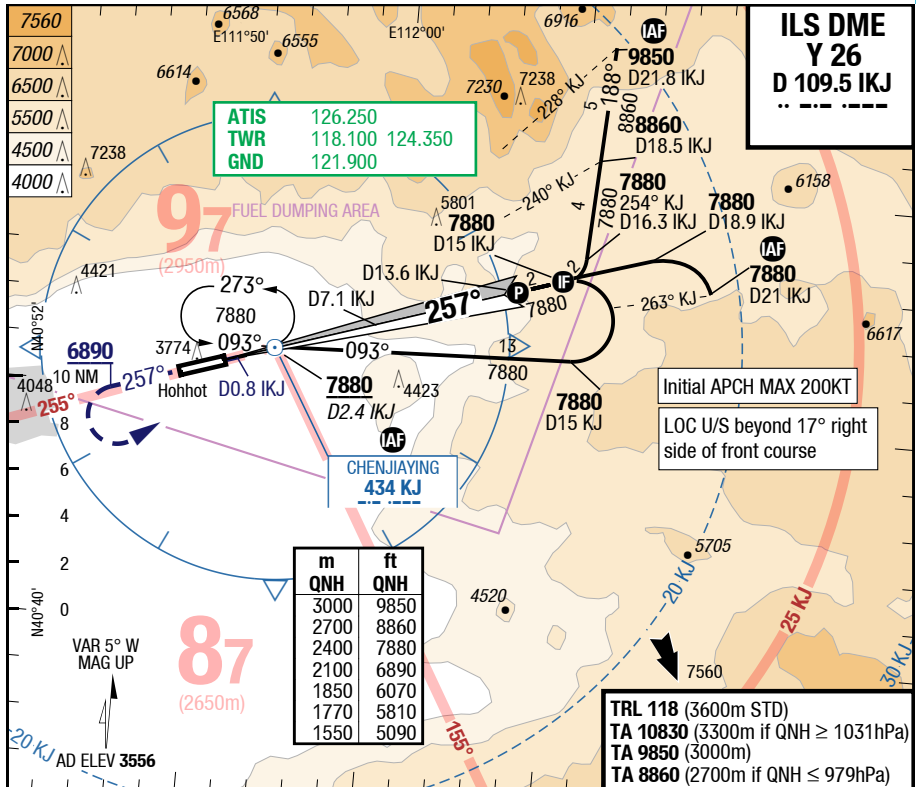 7560
7000
6500
5500
4500
4000
6568
E111°50'
6555
6614
7238
E112°00'
6916
IAF
9850
D21.8 IKJ
7230
7238
228° KJ
188°
5
8860
8860
D18.5 IKJ
ILS DME
Y 26
D 109.5 IKJ
ATIS 126.250
TWR 118.100 124.350
GND 121.900
97
(2950m)
FUEL DUMPING AREA
5801
7880
D15 IKJ
240° KJ
4
7880
7880
254° KJ
D16.3 IKJ
7880
D18.9 IKJ
6158
IAF
7880
D21 IKJ
4421
273°
7880
093°
D13.6 IKJ
D7.1 IKJ
257°
2
P
7880
IF
2
263° KJ
6617
N40°52'
6890
10 NM
257°
3774
Hohhot
D0.8 IKJ
093°
13
7880
4048
255°
7880
D2.4 IKJ
4423
7880
D15 KJ
Initial APCH MAX 200KT
LOC U/S beyond 17° right
side of front course
IAF
CHENJIAYING
434 KJ
8
6
4
2
0
N40°40'
m ft
QNH QNH
3000 9850
2700 8860
2400 7880
2100 6890
1850 6070
1770 5810
1550 5090
4520
5705
20 KJ
25 KJ
30 KJ
87
(2650m)
VAR 5° W
MAG UP
20 KJ
AD ELEV 3556
155°
7560
TRL 118 (3600m STD)
TA 10830 (3300m if QNH ≥ 1031hPa)
TA 9850 (3000m)
TA 8860 (2700m if QNH ≤ 979hPa)